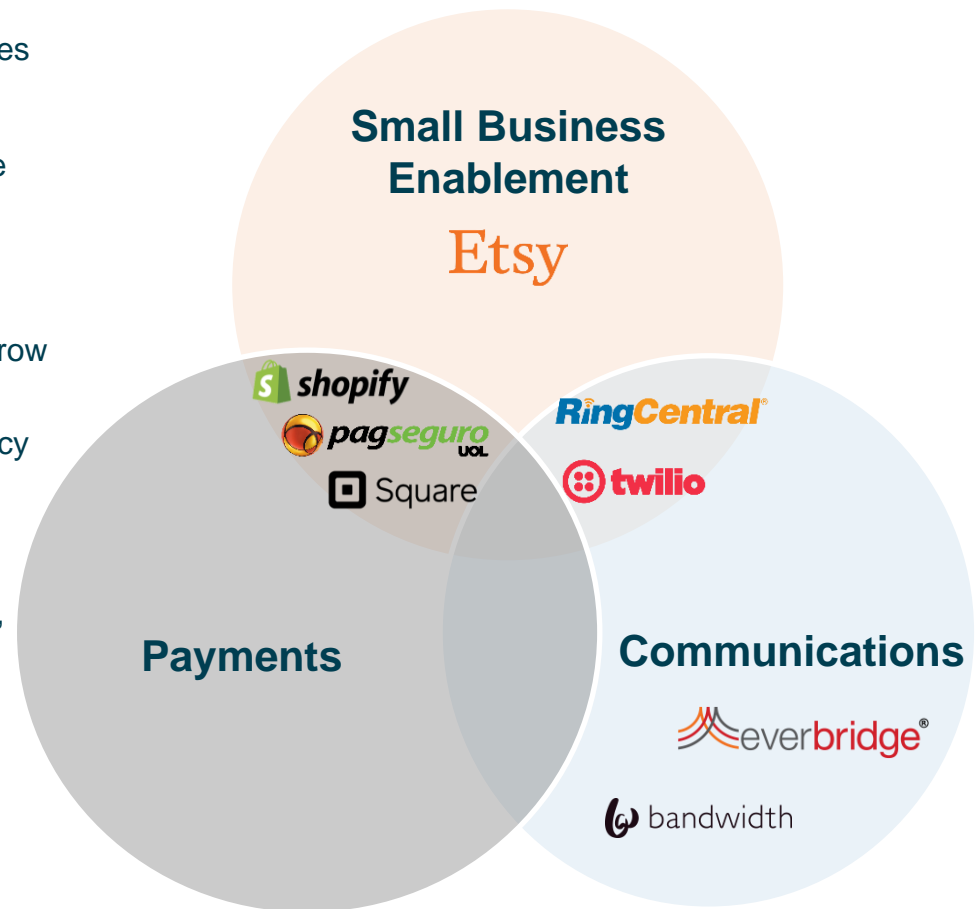 es
e
row
cy
,
Small Business
Enablement
Etsy
S shopify
pagseguro
UOL
Square
RingCentral®
twilio
Payments
Communications
everbridge®
bandwidth